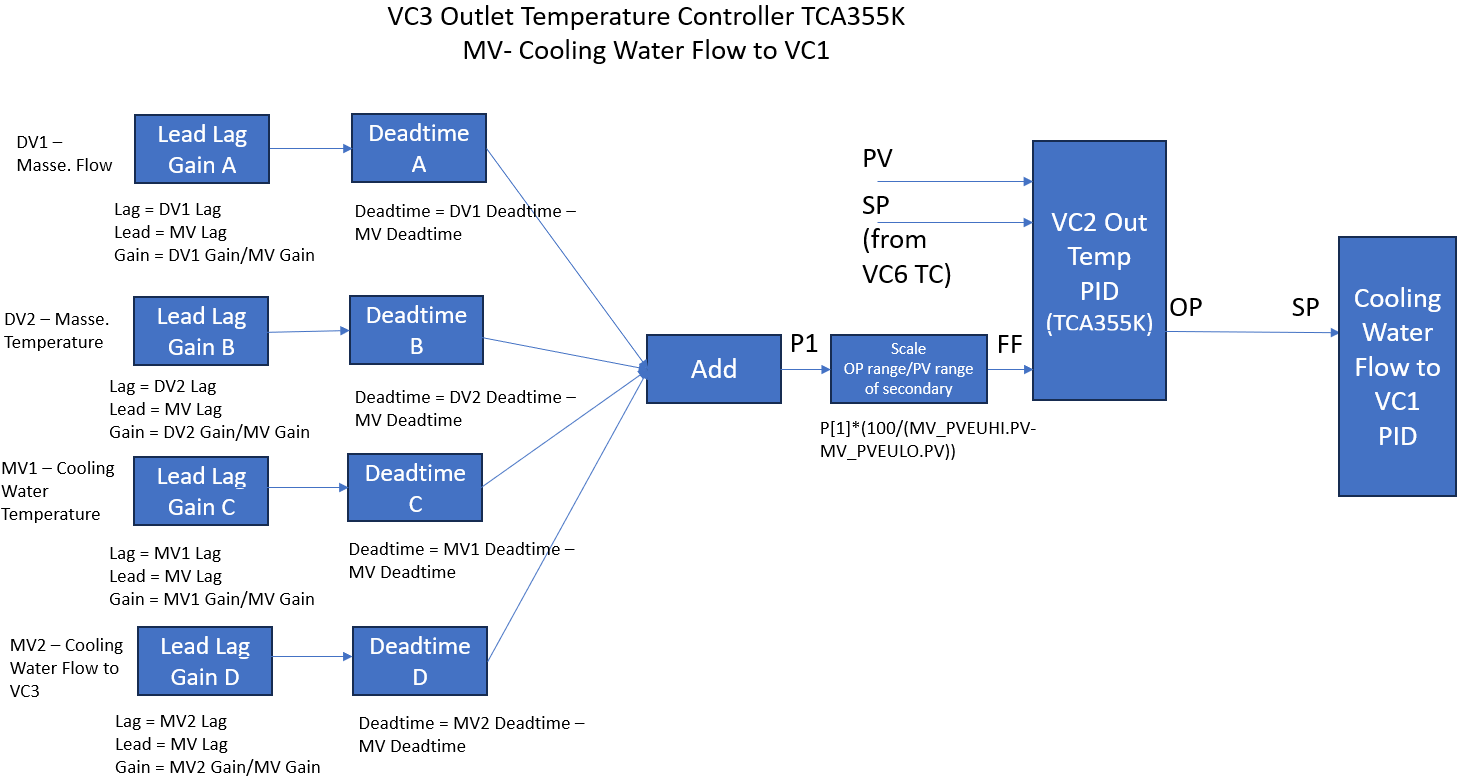 VC3 Outlet Temperature Controller TCA355K
MV- Cooling Water Flow to VC1
DV1 –
Masse. Flow
Lead Lag
Gain A
Deadtime
A
Lag = DV1 Lag
Lead = MV Lag
Gain = DV1 Gain/MV Gain
Deadtime = DV1 Deadtime –
MV Deadtime
DV2 – Masse.
Temperature
Lead Lag
Gain B
Deadtime
B
Lag = DV2 Lag
Lead = MV Lag
Gain = DV2 Gain/MV Gain
Deadtime = DV2 Deadtime –
MV Deadtime
MV1 – Cooling
Water
Temperature
Lead Lag
Gain C
Deadtime
C
Lag = MV1 Lag
Lead = MV Lag
Gain = MV1 Gain/MV Gain
Deadtime = MV1 Deadtime –
MV Deadtime
MV2 – Cooling
Water Flow to
VC3
Lead Lag
Gain D
Deadtime
D
Lag = MV2 Lag
Lead = MV Lag
Gain = MV2 Gain/MV Gain
Deadtime = MV2 Deadtime –
MV Deadtime
Add
P1
Scale
OP range/PV range
of secondary
P[1]*(100/(MV_PVEUHI.PV-
MV_PVEULO.PV))
FF
PV
SP
(from
VC6 TC)
VC2 Out
Temp
PID
(TCA355K)
OP
SP
Cooling
Water
Flow to
VC1
PID